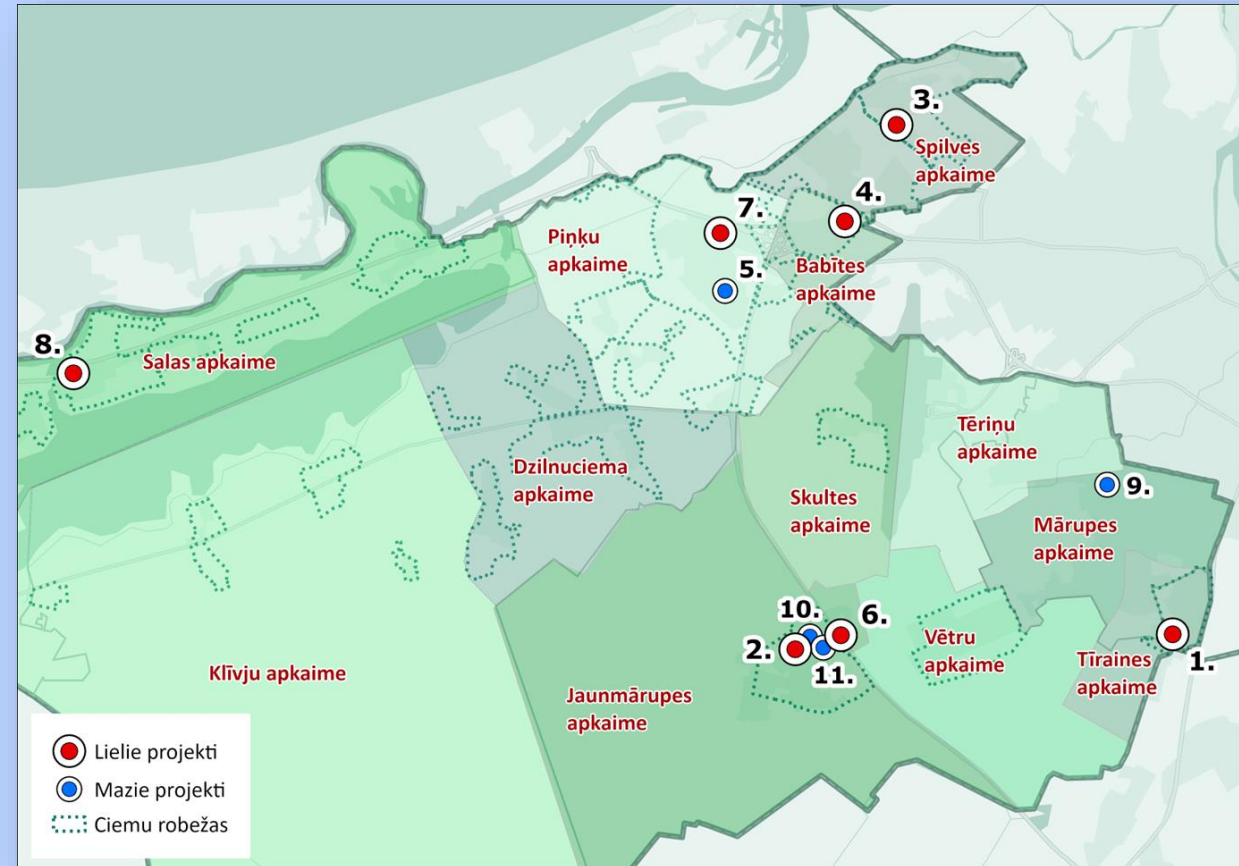 3.
Spilves
apkaime
4.
7.
Piņķu
apkaime
5.
Babītes
apkaime
8.
Salas apkaime
Tēriņu
apkaime
Dzilnuciema
apkaime
Skultes
apkaime
9.
Mārupes
apkaime
10.
6.
2.
11.
Vētru
apkaime
1.
Tīraines
apkaime
Klīvju apkaime
Jaunmārupes
apkaime
Lielie projekti
Mazie projekti
Ciemu robežas